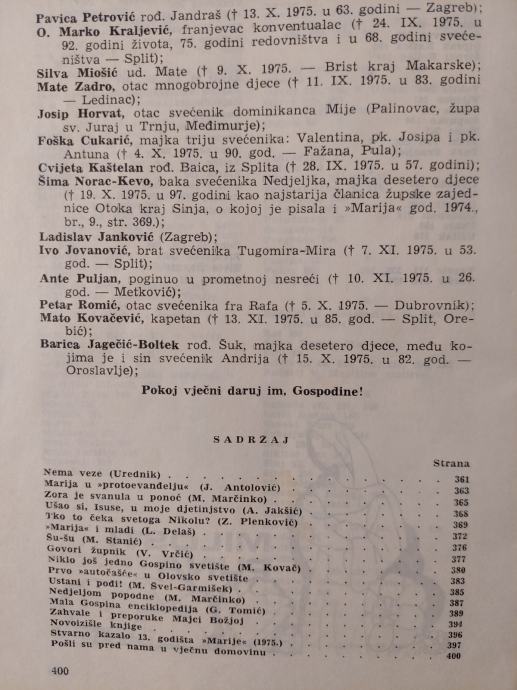 Pavica Petrović rođ. Jandraš († 13. X. 1975. u 63. godini — Zagreb);
O. Marko Kraljević, franjevac konventualac († 24. IX. 1975. u
92. godini života, 75. godini redovništva i u 68. godini sveće-
ništva — Split);
Silva Miošić ud. Mate († 9. X. 1975. — Brist kraj Makarske);
Mate Zadro, otac mnogobrojne djece († 11. IX. 1975. u 83. godini
— Ledinac);
Josip Horvat, otac svećenik dominikanca Mije (Palinovac, župa
sv. Juraj u Trnju, Međimurje);
Foška Cukarić, majka triju svećenika: Valentina, pk. Josipa i pk.
Antuna († 4. X. 1975. u 90. god. — Fažana, Pula);
Cvijeta Kaštelan rođ. Baica, iz Splita († 28. IX. 1975. u 57. godini);
Šima Norac-Kevo, baka svećenika Nedjeljka, majka desetero djece
(† 19. X. 1975. u 97. godini kao najstarija članica župske zajed-
nice Otoka kraj Sinja, o kojoj je pisala i »Marija« god. 1974.,
br., 9., str. 369.);
Ladislav Janković (Zagreb);
Ivo Jovanović, brat svećenika Tugomira-Mira († 7. XI. 1975. u 53.
god. — Split);
Ante Puljan, poginuo u prometnoj nesreći († 10. XI. 1975. u 26.
god. — Metković);
Petar Romić, otac svećenika fra Rafa († 5. X. 1975. — Dubrovnik);
Mato Kovačević, kapetan († 13. XI. 1975. u 85. god. — Split, Ore-
bić);
Barica Jagečić-Boltek rođ. Šuk, majka desetero djece, među ko-
jima je i sin svećenik Andrija († 15. X. 1975. u 82. god. —
Oroslavlje);
Pokoj vječni daruj im, Gospodine!
SADRŽAJ
Strana
Nema veze (Urednik) . . . . . 361
Marija u »protoevanđelju« (J. Antolović) . . . . . 363
Zora je svanula u ponoć (M. Marčinko) . . . . . 365
Ušao si, Isuse, u moje djetinjstvo (A. Jakšić) . . . . . 368
Tko to čeka svetoga Nikolu? (Z. Plenković) . . . . . 369
»Marija« i mladi (L. Delaš) . . . . . 372
Šu-šu (M. Stanić) . . . . . 376
Govori župnik (V. Vrčić) . . . . . 377
Niklo još jedno Gospino svetište (M. Kovač) . . . . . 380
Prvo »autočašće« u Olovsko svetište . . . . . 383
Ustani i pođi! (M. Švel-Garmišek) . . . . . 385
Nedjeljom popodne (M. Marčinko) . . . . . 387
Mala Gospina enciklopedija (G. Tomić) . . . . . 389
Zahvale i preporuke Majci Božjoj . . . . . 394
Novoizišle knjige . . . . . 396
Stvarno kazalo 13. godišta »Marije« (1975.) . . . . . 397
Pošli su pred nama u vječnu domovinu . . . . . 400
400